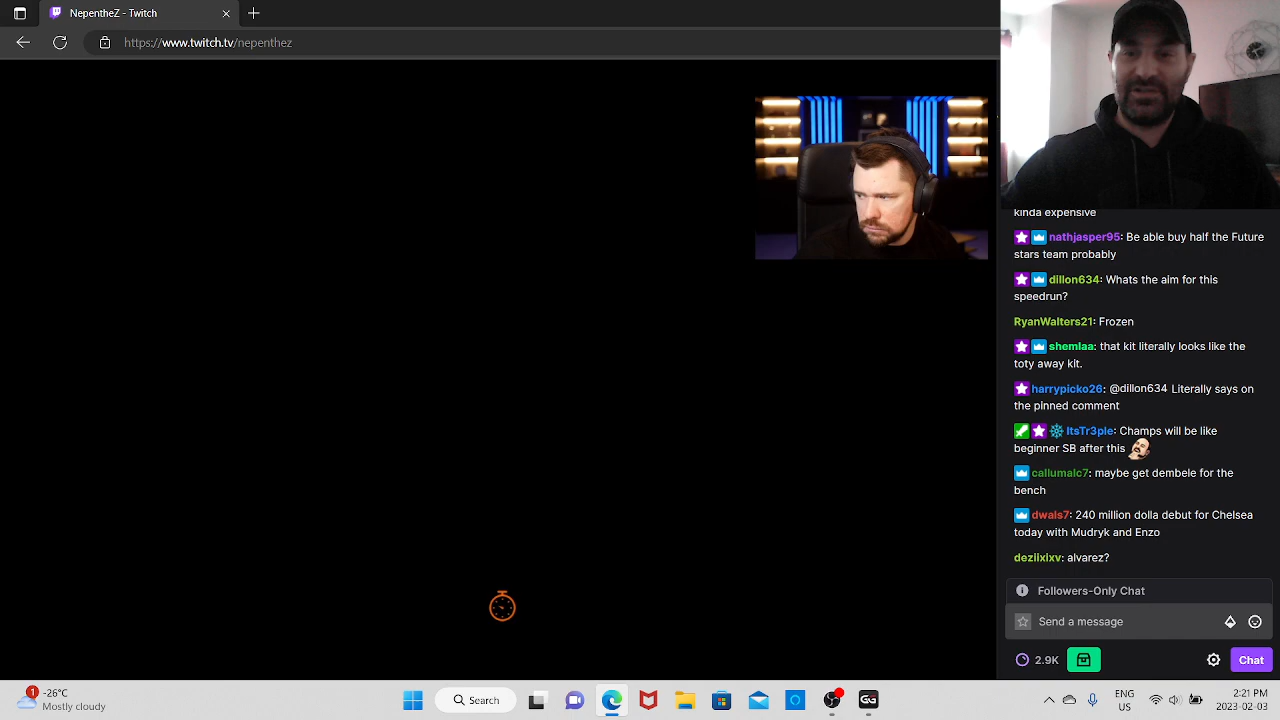 NepentheZ - Twitch
https://www.twitch.tv/nepenthez
kinda expensive
nathjasper95: Be able buy half the Future
stars team probably
dillon634: Whats the aim for this
speedrun?
RyanWalters21: Frozen
shemlaa: that kit literally looks like the
toty away kit.
harrypicko26: @dillon634 Literally says on
the pinned comment
ItsTr3ple: Champs will be like
beginner SB after this
callumalc7: maybe get dembele for the
bench
dwals7: 240 million dolla debut for Chelsea
today with Mudryk and Enzo
deziixixv: alvarez?
Followers-Only Chat
Send a message
2.9K
Chat
1
-26°C
Mostly cloudy
Search
GG
ENG
US
2:21 PM
2023-02-03